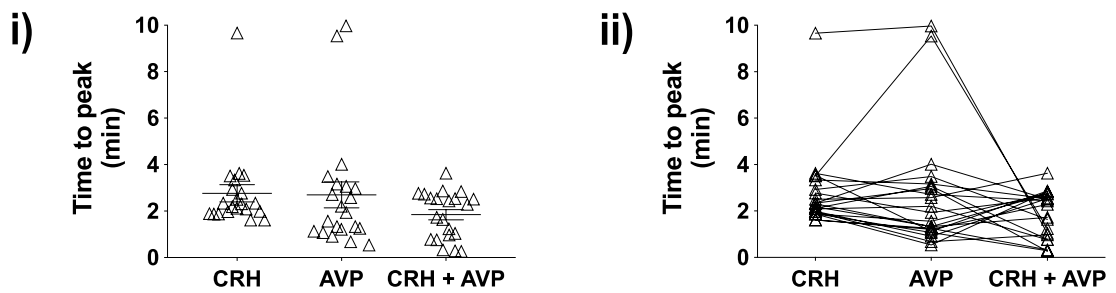 i)
Time to peak
(min)
10
8
6
4
2
0
CRH AVP CRH + AVP
ii)
Time to peak
(min)
10
8
6
4
2
0
CRH AVP CRH + AVP